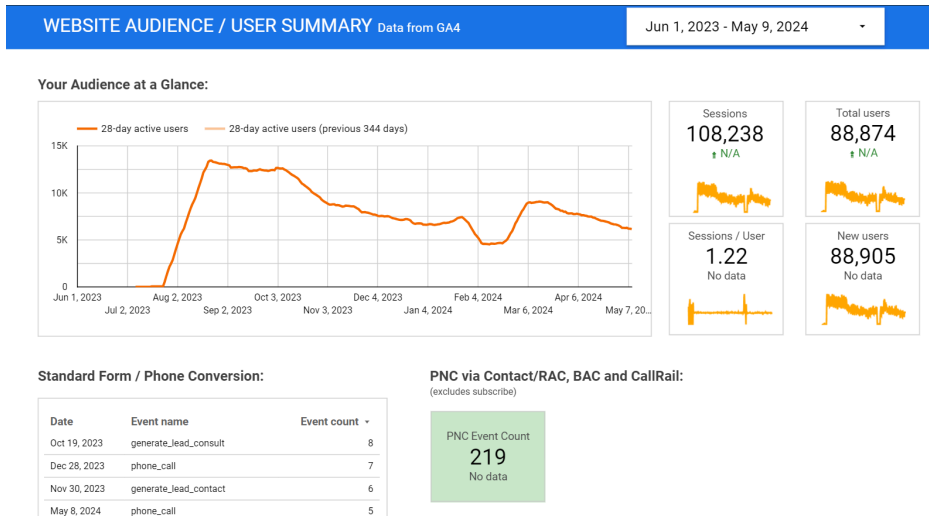 WEBSITE AUDIENCE / USER SUMMARY Data from GA4
Jun 1, 2023 - May 9, 2024
Your Audience at a Glance:
28-day active users
28-day active users (previous 344 days)
15K
10K
5K
0
Jun 1, 2023
Jul 2, 2023
Aug 2, 2023
Sep 2, 2023
Oct 3, 2023
Nov 3, 2023
Dec 4, 2023
Jan 4, 2024
Feb 4, 2024
Mar 6, 2024
Apr 6, 2024
May 7, 20...
Sessions
108,238
N/A
Total users
88,874
N/A
Sessions / User
1.22
No data
New users
88,905
No data
Standard Form / Phone Conversion:
Date Event name Event count
Oct 19, 2023 generate_lead_consult 8
Dec 28, 2023 phone_call 7
Nov 30, 2023 generate_lead_contact 6
May 8, 2024 phone_call 5
PNC via Contact/RAC, BAC and CallRail:
(excludes subscribe)
PNC Event Count
219
No data